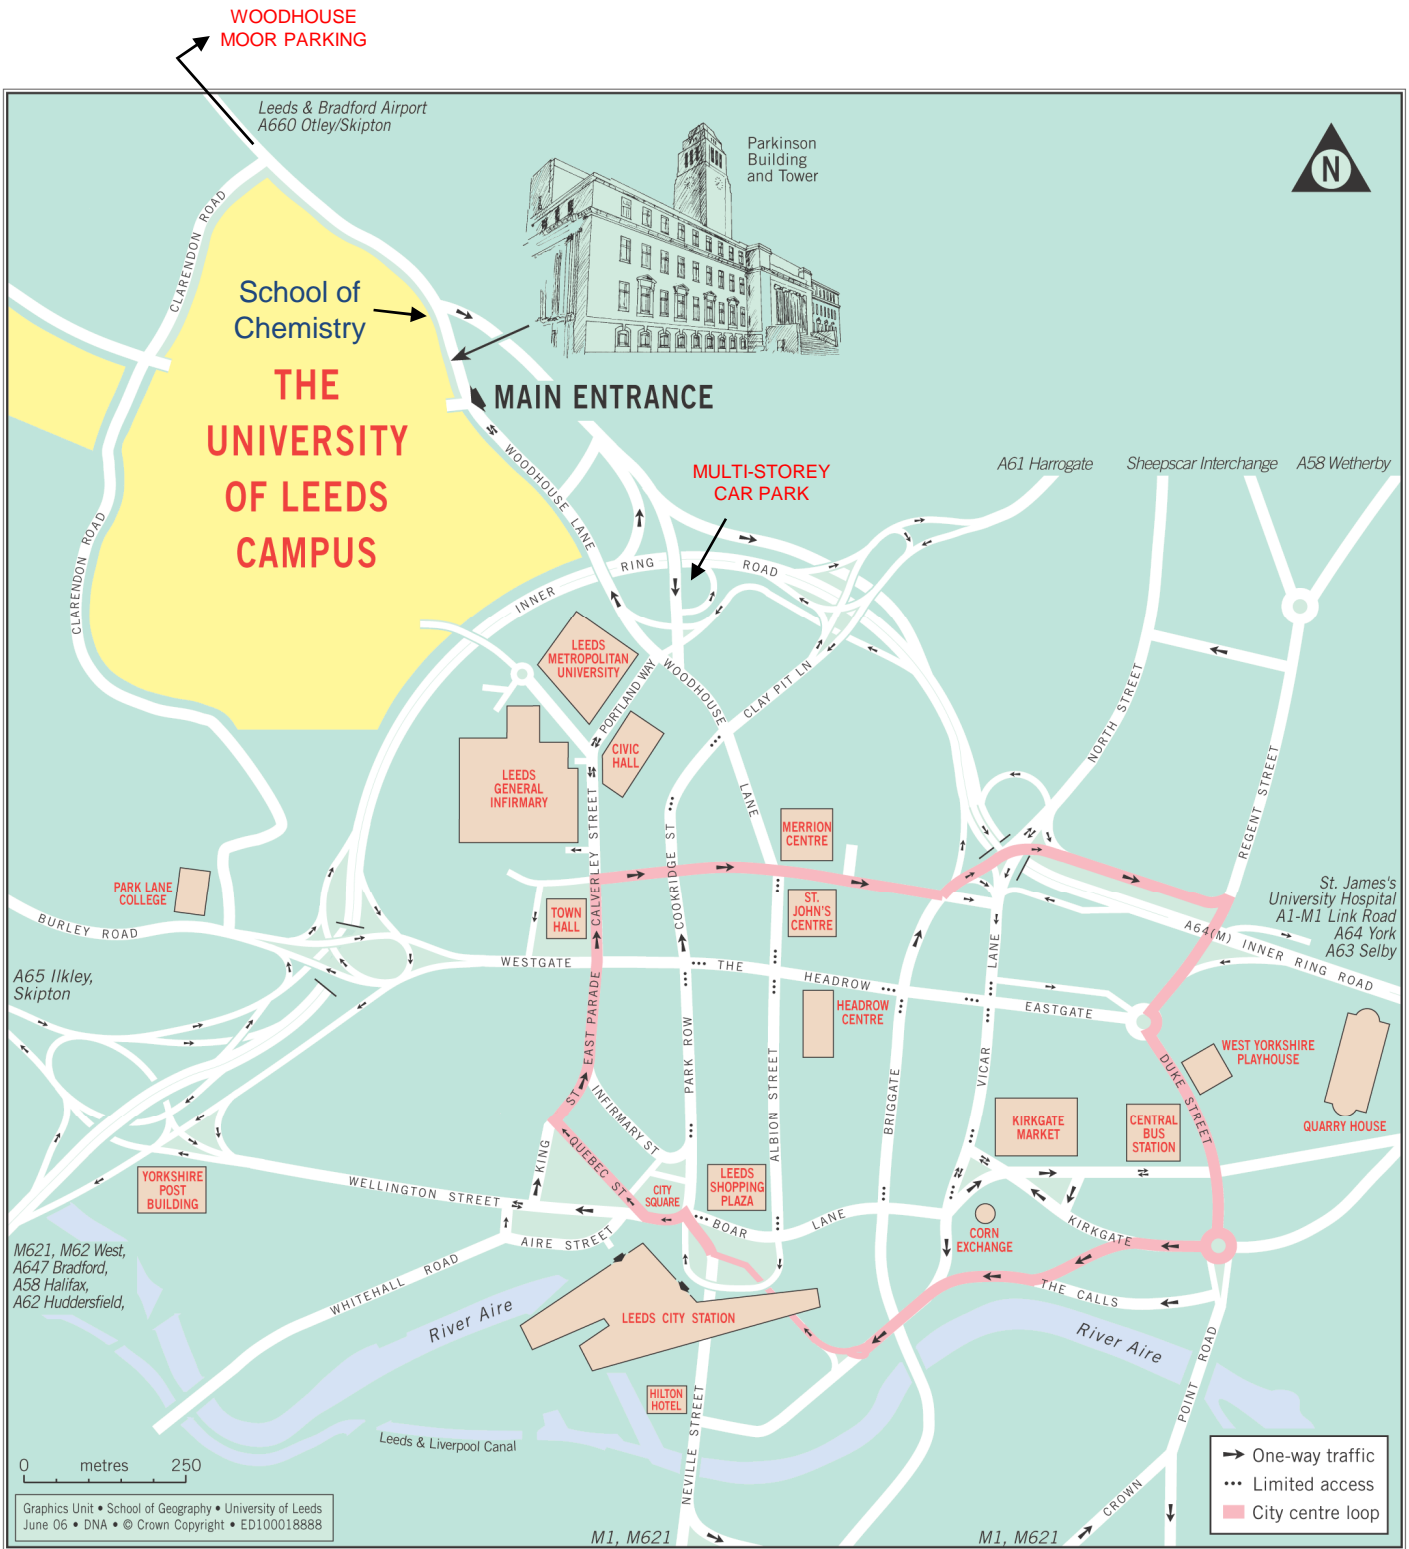 WOODHOUSE
MOOR PARKING
Leeds & Bradford Airport
A660 Otley/Skipton
Parkinson
Building
and Tower
N
CLARENDON ROAD
School of
Chemistry
THE
UNIVERSITY
OF LEEDS
CAMPUS
MAIN ENTRANCE
WOODHOUSE LANE
MULTI-STOREY
CAR PARK
A61 Harrogate
Sheepscar Interchange
A58 Wetherby
CLARENDON ROAD
INNER RING ROAD
LEEDS
METROPOLITAN
UNIVERSITY
PORTLAND WAY
WOODHOUSE LANE
CLAY PIT LN
NORTH STREET
REGENT STREET
CIVIC
HALL
LEEDS
GENERAL
INFIRMARY
CALVERLEY STREET
COOKRIDGE ST
MERRION
CENTRE
ST.
JOHN'S
CENTRE
PARK LANE
COLLEGE
BURLEY ROAD
TOWN
HALL
St. James's
University Hospital
A1-M1 Link Road
A64 York
A63 Selby
A64(M) INNER RING ROAD
A65 Ilkley,
Skipton
WESTGATE
THE HEADROW
EASTGATE
HEADROW
CENTRE
EAST PARADE
PARK ROW
ALBION STREET
BRIGGATE
VICAR LANE
WEST YORKSHIRE
PLAYHOUSE
DUKE STREET
QUARRY HOUSE
KIRKGATE
MARKET
CENTRAL
BUS
STATION
INFIRMARY ST
KING ST
QUEBEC ST
CITY
SQUARE
LEEDS
SHOPPING
PLAZA
YORKSHIRE
POST
BUILDING
WELLINGTON STREET
AIRE STREET
BOAR LANE
CORN
EXCHANGE
KIRKGATE
M621, M62 West,
A647 Bradford,
A58 Halifax,
A62 Huddersfield,
WHITEHALL ROAD
River Aire
LEEDS CITY STATION
THE CALLS
River Aire
HILTON
HOTEL
NEVILLE STREET
CROWN POINT ROAD
Leeds & Liverpool Canal
0 metres 250
Graphics Unit • School of Geography • University of Leeds
June 06 • DNA • © Crown Copyright • ED100018888
M1, M621
M1, M621
One-way traffic
Limited access
City centre loop